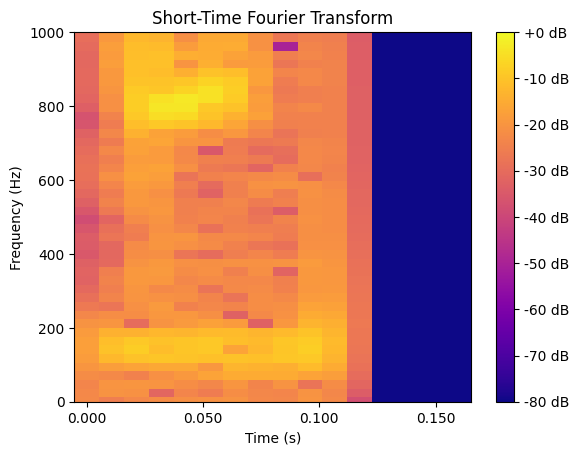 Short-Time Fourier Transform
1000
800
600
400
200
0
Frequency (Hz)
0.000
0.050
0.100
0.150
Time (s)
+0 dB
-10 dB
-20 dB
-30 dB
-40 dB
-50 dB
-60 dB
-70 dB
-80 dB